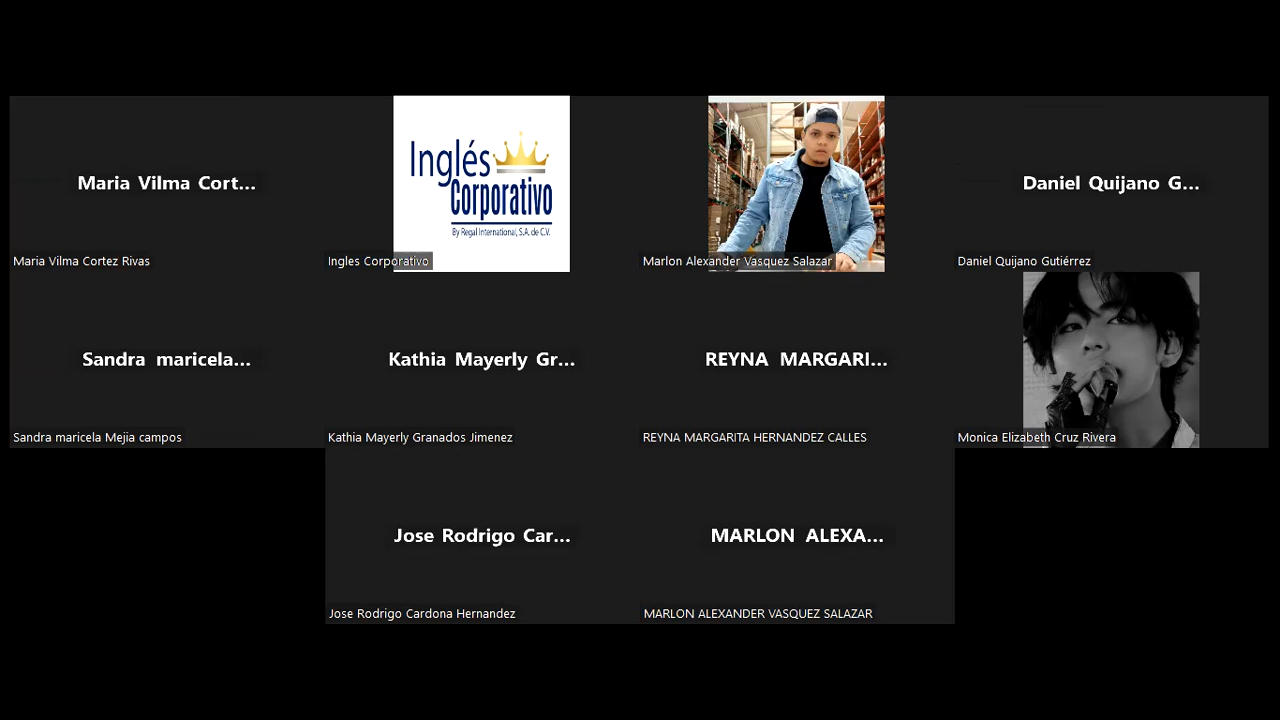 Maria Vilma Cort...
Maria Vilma Cortez Rivas
Inglés
Corporativo
By Regal International, S.A. de C.V.
Ingles Corporativo
Marlon Alexander Vasquez Salazar
Daniel Quijano G...
Daniel Quijano Gutiérrez
Sandra maricela...
Sandra maricela Mejia campos
Kathia Mayerly Gr...
Kathia Mayerly Granados Jimenez
REYNA MARGARI...
REYNA MARGARITA HERNANDEZ CALLES
Monica Elizabeth Cruz Rivera
Jose Rodrigo Car...
Jose Rodrigo Cardona Hernandez
MARLON ALEXA...
MARLON ALEXANDER VASQUEZ SALAZAR